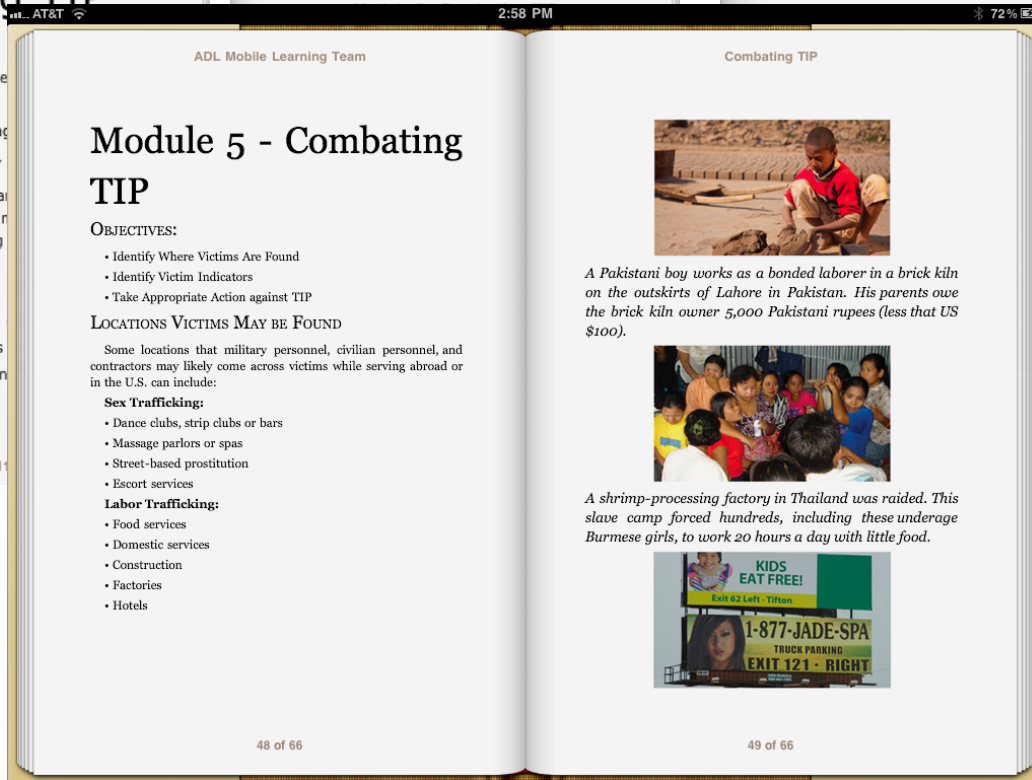 AT&T
2:58 PM
72%
ADL Mobile Learning Team
Module 5 - Combating
TIP
OBJECTIVES:
• Identify Where Victims Are Found
• Identify Victim Indicators
• Take Appropriate Action against TIP
LOCATIONS VICTIMS MAY BE FOUND
Some locations that military personnel, civilian personnel, and
contractors may likely come across victims while serving abroad or
in the U.S. can include:
Sex Trafficking:
• Dance clubs, strip clubs or bars
• Massage parlors or spas
• Street-based prostitution
• Escort services
Labor Trafficking:
• Food services
• Domestic services
• Construction
• Factories
• Hotels
48 of 66
Combating TIP
A Pakistani boy works as a bonded laborer in a brick kiln
on the outskirts of Lahore in Pakistan. His parents owe
the brick kiln owner 5,000 Pakistani rupees (less that US
$100).
A shrimp-processing factory in Thailand was raided. This
slave camp forced hundreds, including these underage
Burmese girls, to work 20 hours a day with little food.
KIDS
EAT FREE!
Exit 62 Left - Tifton
1-877-JADE-SPA
TRUCK PARKING
EXIT 121 · RIGHT
49 of 66